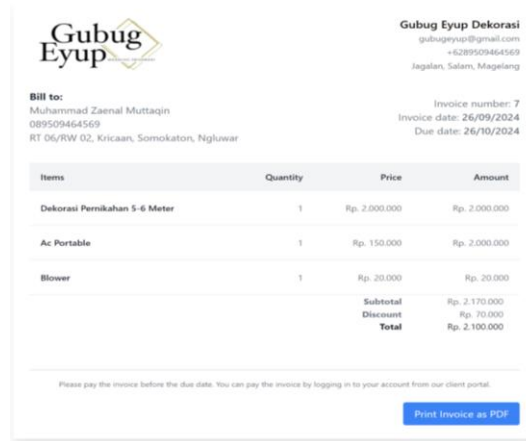 Gubug
Eyup
Gubug Eyup Dekorasi
gubugeyup@gmail.com
+6289509464569
Jagalan, Salam, Magelang
Bill to:
Muhammad Zaenal Muttaqin
089509464569
RT 06/RW 02, Kricaan, Somokaton, Ngluwar
Invoice number: 7
Invoice date: 26/09/2024
Due date: 26/10/2024
Items Quantity Price Amount
Dekorasi Pernikahan 5-6 Meter 1 Rp. 2.000.000 Rp. 2.000.000
Ac Portable 1 Rp. 150.000 Rp. 2.000.000
Blower 1 Rp. 20.000 Rp. 20.000
Subtotal Rp. 2.170.000
Discount Rp. 70.000
Total Rp. 2.100.000
Please pay the invoice before the due date. You can pay the invoice by logging in to your account from our client portal.
Print Invoice as PDF